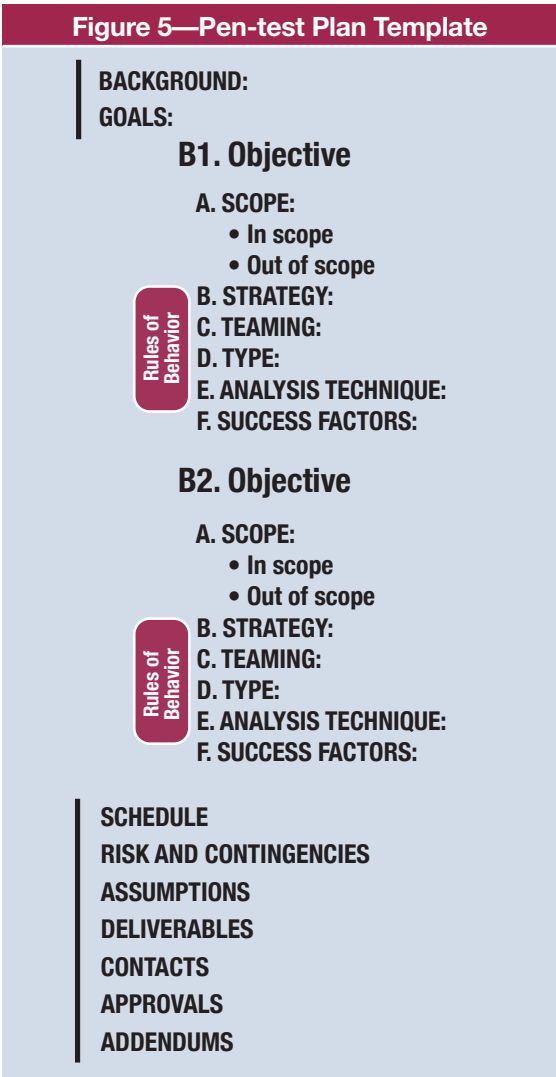 Figure 5—Pen-test Plan Template
BACKGROUND:
GOALS:
B1. Objective
A. SCOPE:
• In scope
• Out of scope
Rules of
Behavior
B. STRATEGY:
C. TEAMING:
D. TYPE:
E. ANALYSIS TECHNIQUE:
F. SUCCESS FACTORS:
B2. Objective
A. SCOPE:
• In scope
• Out of scope
Rules of
Behavior
B. STRATEGY:
C. TEAMING:
D. TYPE:
E. ANALYSIS TECHNIQUE:
F. SUCCESS FACTORS:
SCHEDULE
RISK AND CONTINGENCIES
ASSUMPTIONS
DELIVERABLES
CONTACTS
APPROVALS
ADDENDUMS